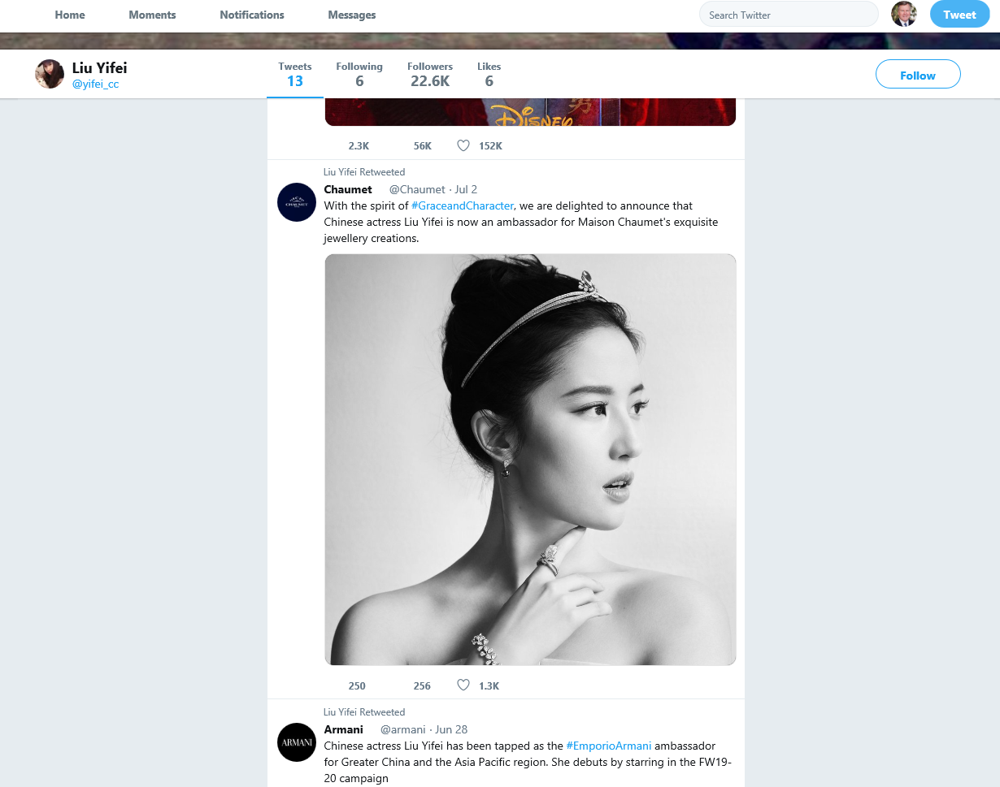 Home Moments Notifications Messages Search Twitter Tweet
Liu Yifei
@yifei_cc
Tweets Following Followers Likes
13 6 22.6K 6
Follow
男
Disney
2.3K 56K 152K
Liu Yifei Retweeted
Chaumet @Chaumet · Jul 2
With the spirit of #GraceandCharacter, we are delighted to announce that
Chinese actress Liu Yifei is now an ambassador for Maison Chaumet's exquisite
jewellery creations.
CHAUMET
250 256 1.3K
Liu Yifei Retweeted
Armani @armani · Jun 28
ARMANI
Chinese actress Liu Yifei has been tapped as the #EmporioArmani ambassador
for Greater China and the Asia Pacific region. She debuts by starring in the FW19-
20 campaign